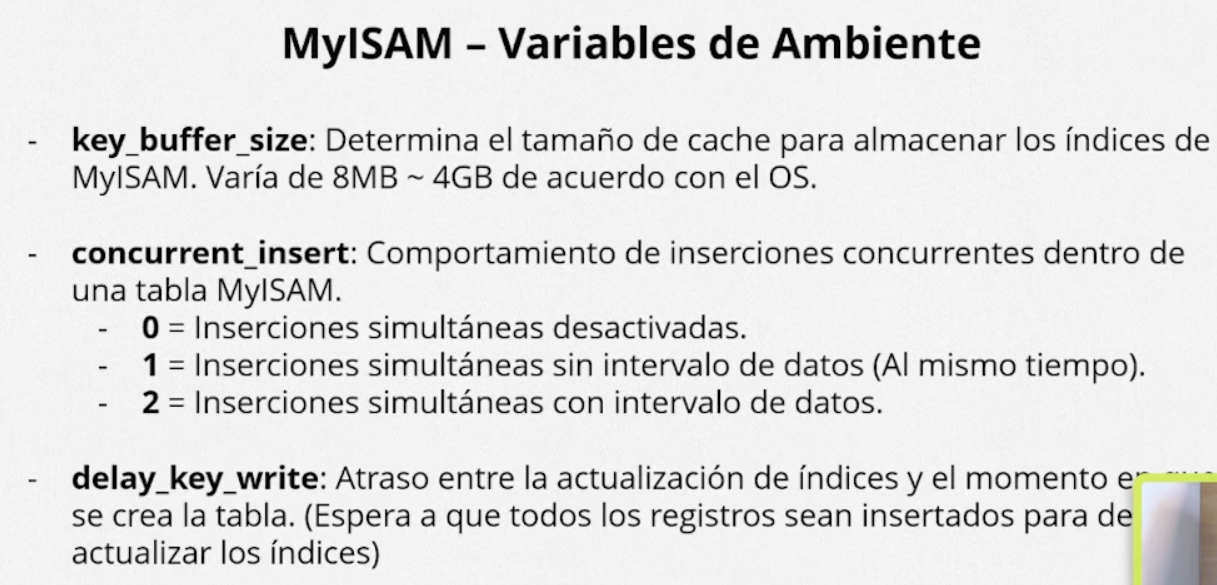 MyISAM – Variables de Ambiente
- key_buffer_size: Determina el tamaño de cache para almacenar los índices de
MyISAM. Varía de 8MB ~ 4GB de acuerdo con el OS.
- concurrent_insert: Comportamiento de inserciones concurrentes dentro de
una tabla MyISAM.
- 0 = Inserciones simultáneas desactivadas.
- 1 = Inserciones simultáneas sin intervalo de datos (Al mismo tiempo).
- 2 = Inserciones simultáneas con intervalo de datos.
- delay_key_write: Atraso entre la actualización de índices y el momento
se crea la tabla. (Espera a que todos los registros sean insertados para
actualizar los índices)